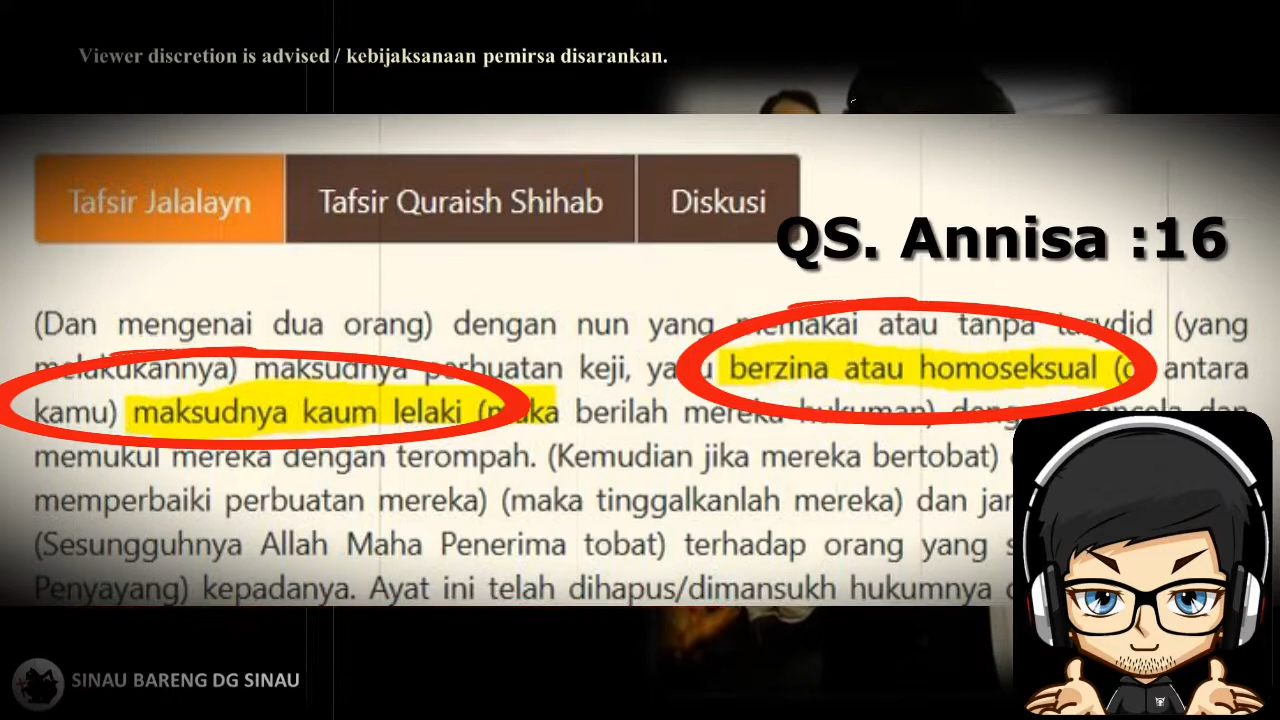 Viewer discretion is advised / kebijaksanaan pemirsa disarankan.
Tafsir Jalalayn
Tafsir Quraish Shihab
Diskusi
QS. Annisa :16
(Dan mengenai dua orang) dengan nun yang memakai atau tanpa tasydid (yang
melakukannya) maksudnya perbuatan keji, berzina atau homoseksual antara
kamu) maksudnya kaum lelaki (maka berilah mereka hukuman) dengan mencela dan
memukul mereka dengan terompah. (Kemudian jika mereka bertobat)
memperbaiki perbuatan mereka) (maka tinggalkanlah mereka) dan
(Sesungguhnya Allah Maha Penerima tobat) terhadap orang yang
Penyayang) kepadanya. Ayat ini telah dihapus/dimansukh hukumnya
SINAU BARENG DG SINAU